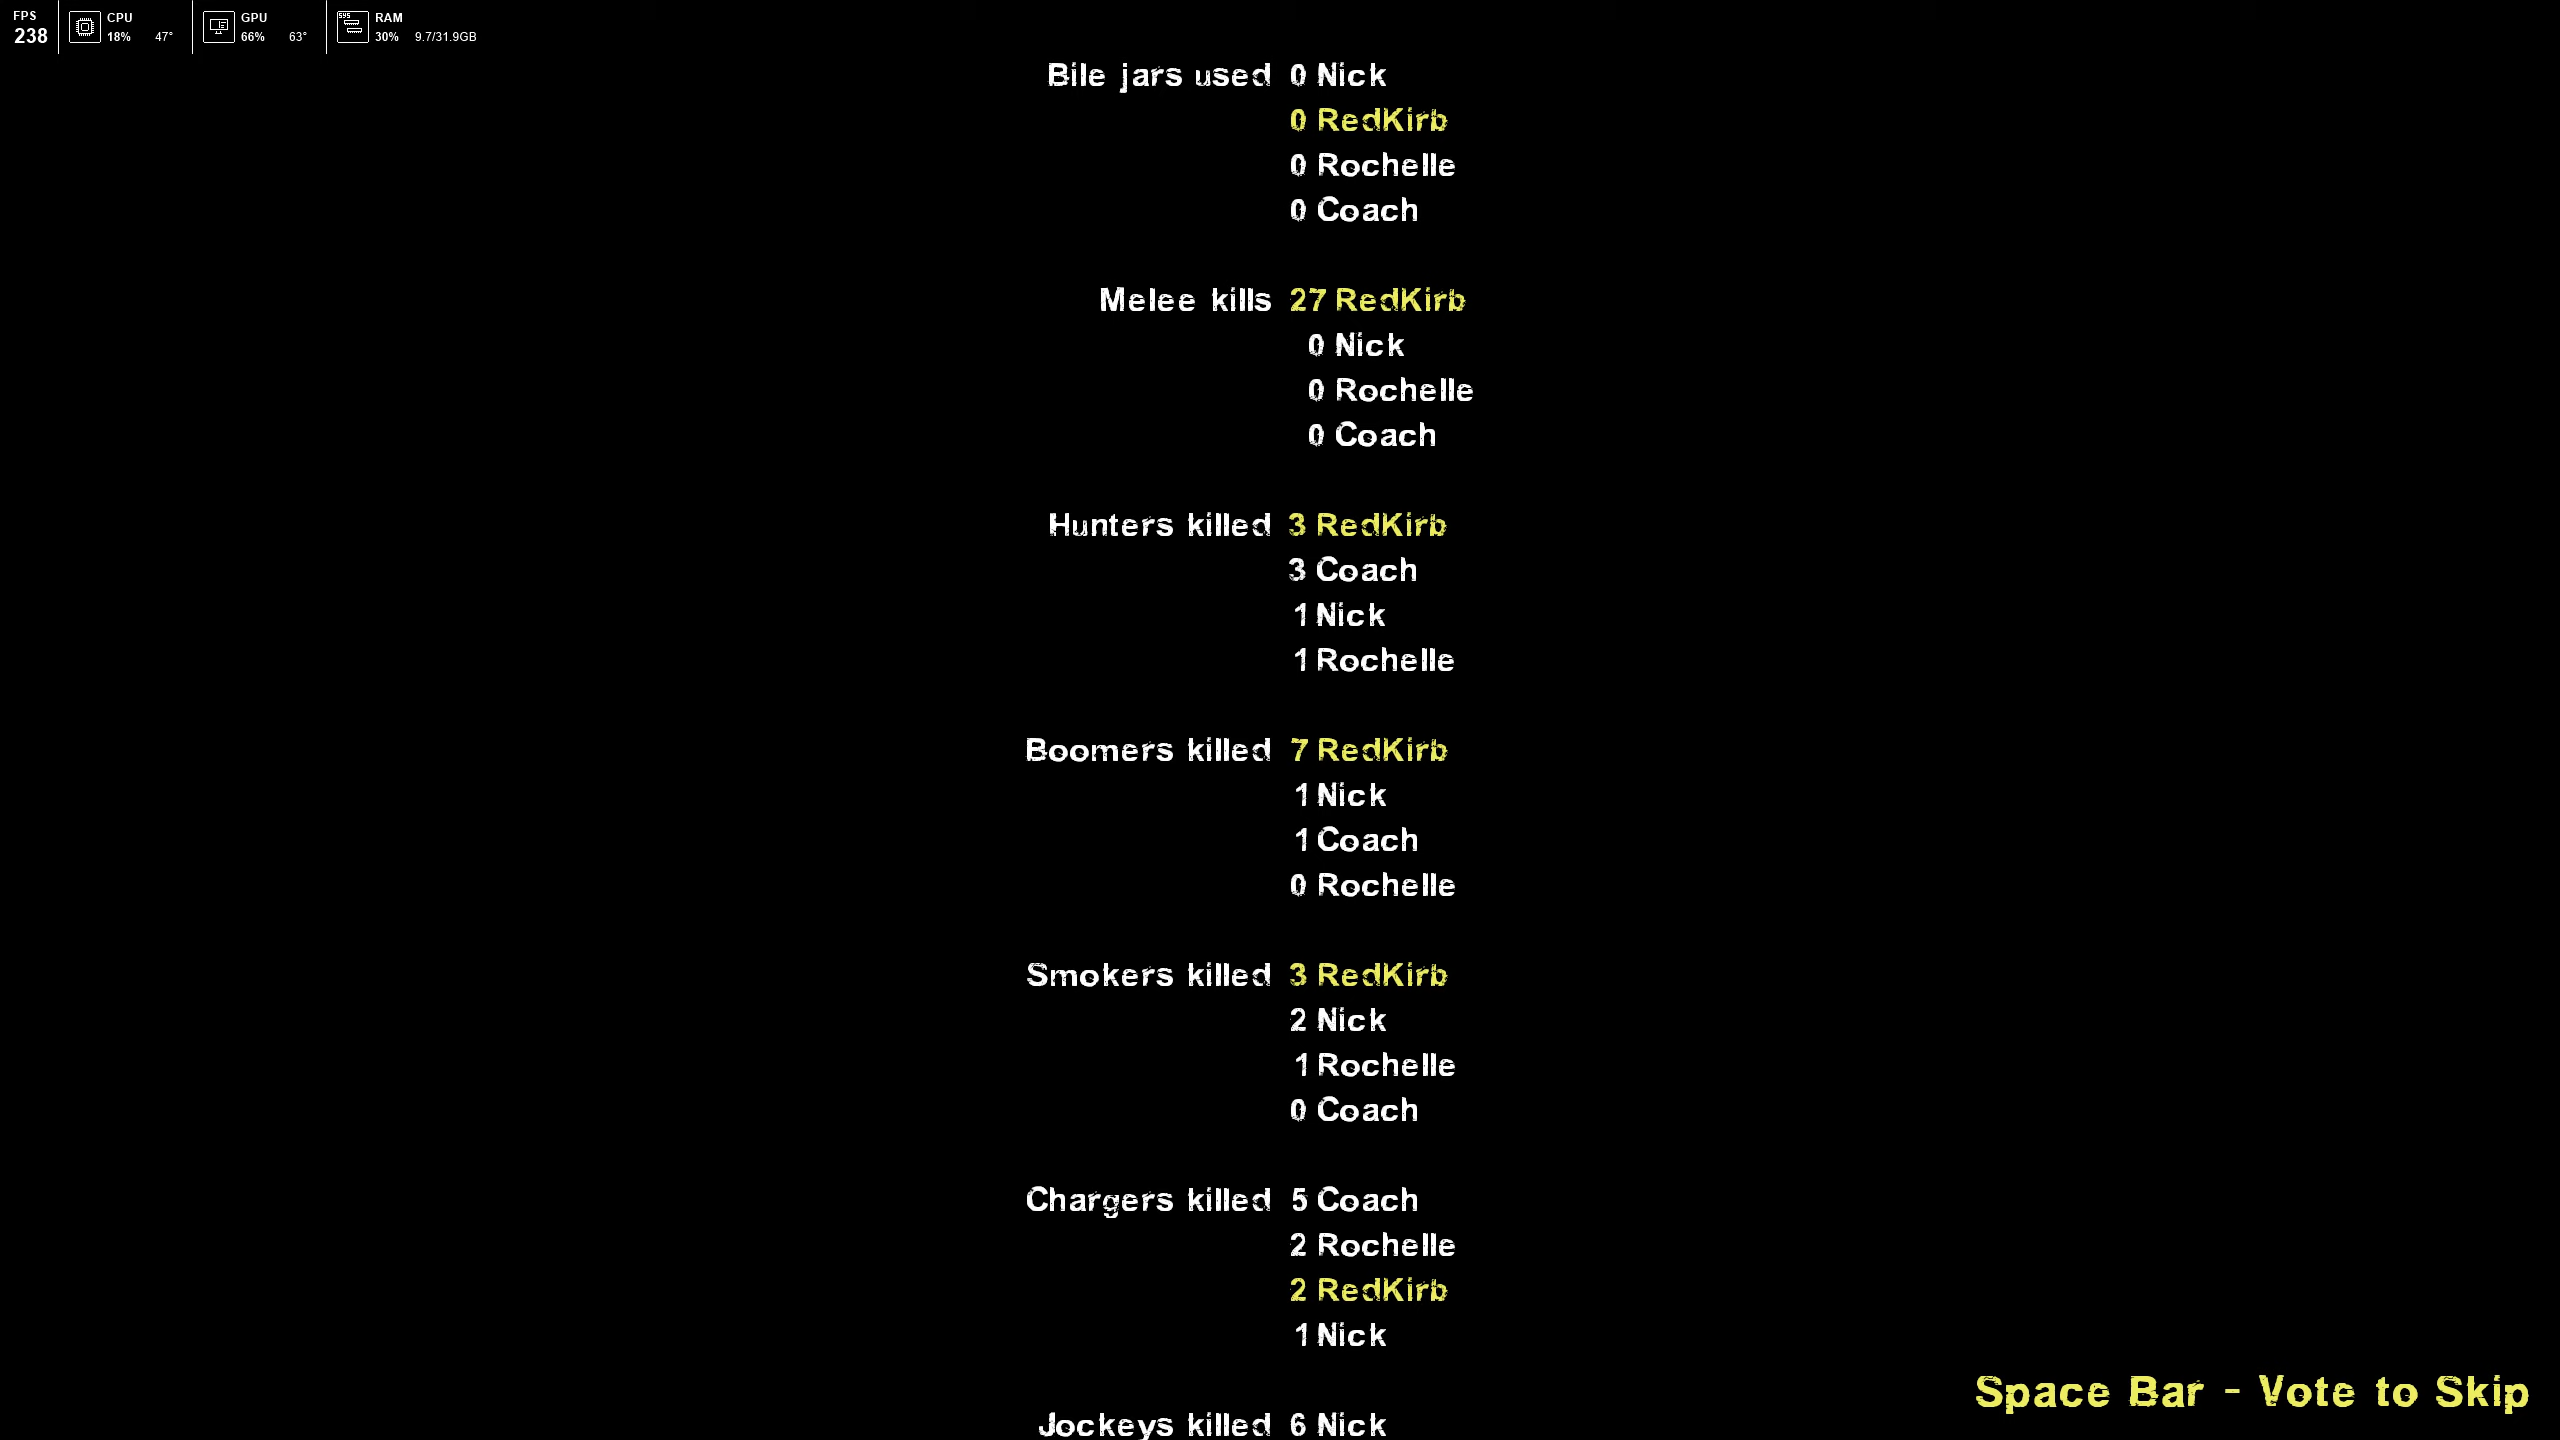 FPS
238
CPU
18% 47°
GPU
66% 63°
SYS
RAM
30% 9.7/31.9GB
Bile jars used 0 Nick
0 RedKirb
0 Rochelle
0 Coach
Melee kills 27 RedKirb
0 Nick
0 Rochelle
0 Coach
Hunters killed 3 RedKirb
3 Coach
1 Nick
1 Rochelle
Boomers killed 7 RedKirb
1 Nick
1 Coach
0 Rochelle
Smokers killed 3 RedKirb
2 Nick
1 Rochelle
0 Coach
Chargers killed 5 Coach
2 Rochelle
2 RedKirb
1 Nick
Jockeys killed 6 Nick
Space Bar - Vote to Skip